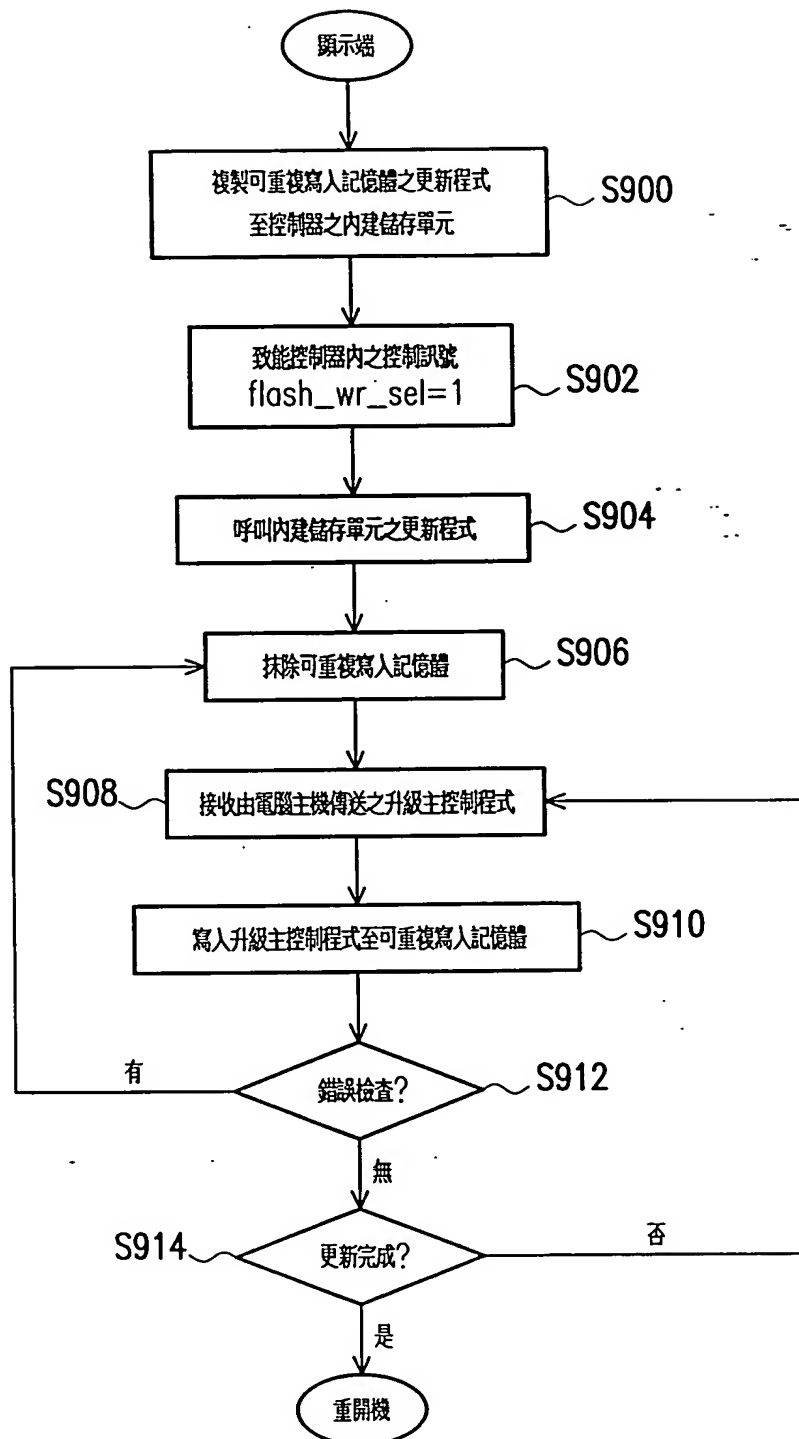 顯示端
複製可重複寫入記憶體之更新程式
至控制器之內建儲存單元
S900
致能控制器內之控制訊號
flash_wr_sel=1
S902
呼叫內建儲存單元之更新程式
S904
抹除可重複寫入記憶體
S906
S908
接收由電腦主機傳送之升級主控制程式
寫入升級主控制程式至可重複寫入記憶體
S910
有
錯誤檢查?
S912
無
S914
更新完成?
否
是
重開機